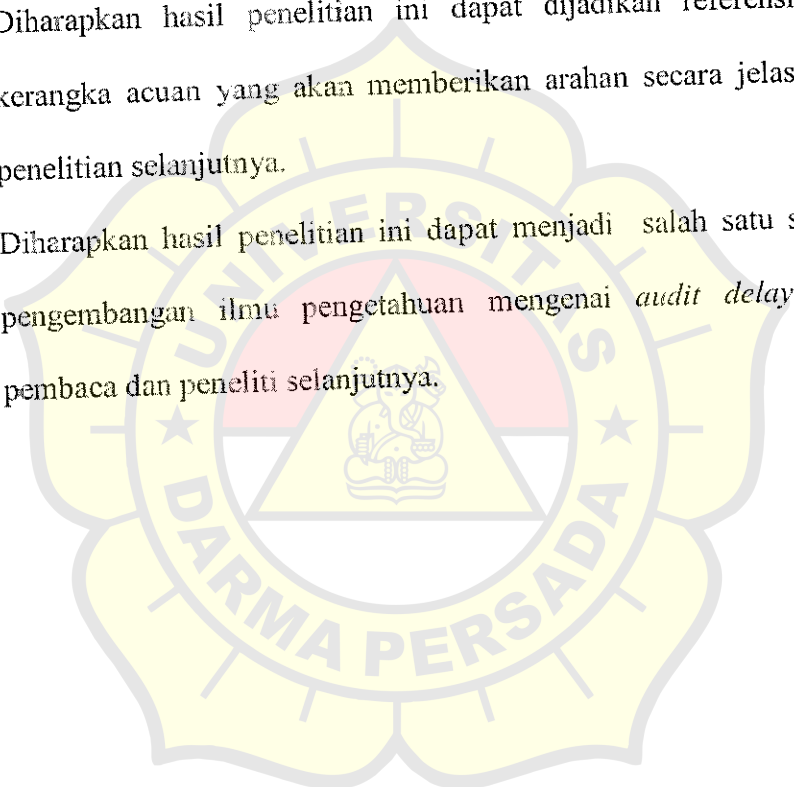 Diharapkan hasil penelitian ini dapat dijadikan referensi
kerangka acuan yang akan memberikan arahan secara jelas
penelitian selanjutnya.
Diharapkan hasil penelitian ini dapat menjadi salah satu s
pengembangan ilmu pengetahuan mengenai audit delay
pembaca dan peneliti selanjutnya.
UNIVERSITAS
DARMA PERSADA